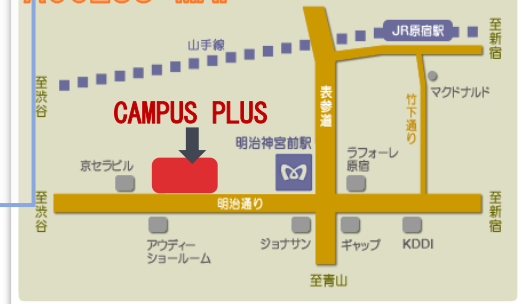 ACCESS MAP
JR原宿駅
至新宿
山手線
至渋谷
マクドナルド
表参道
竹下通り
CAMPUS PLUS
明治神宮前駅
ラフォーレ
原宿
京セラビル
至渋谷
明治通り
至新宿
アウディー
ショールーム
ジョナサン
ギャップ
KDDI
至青山